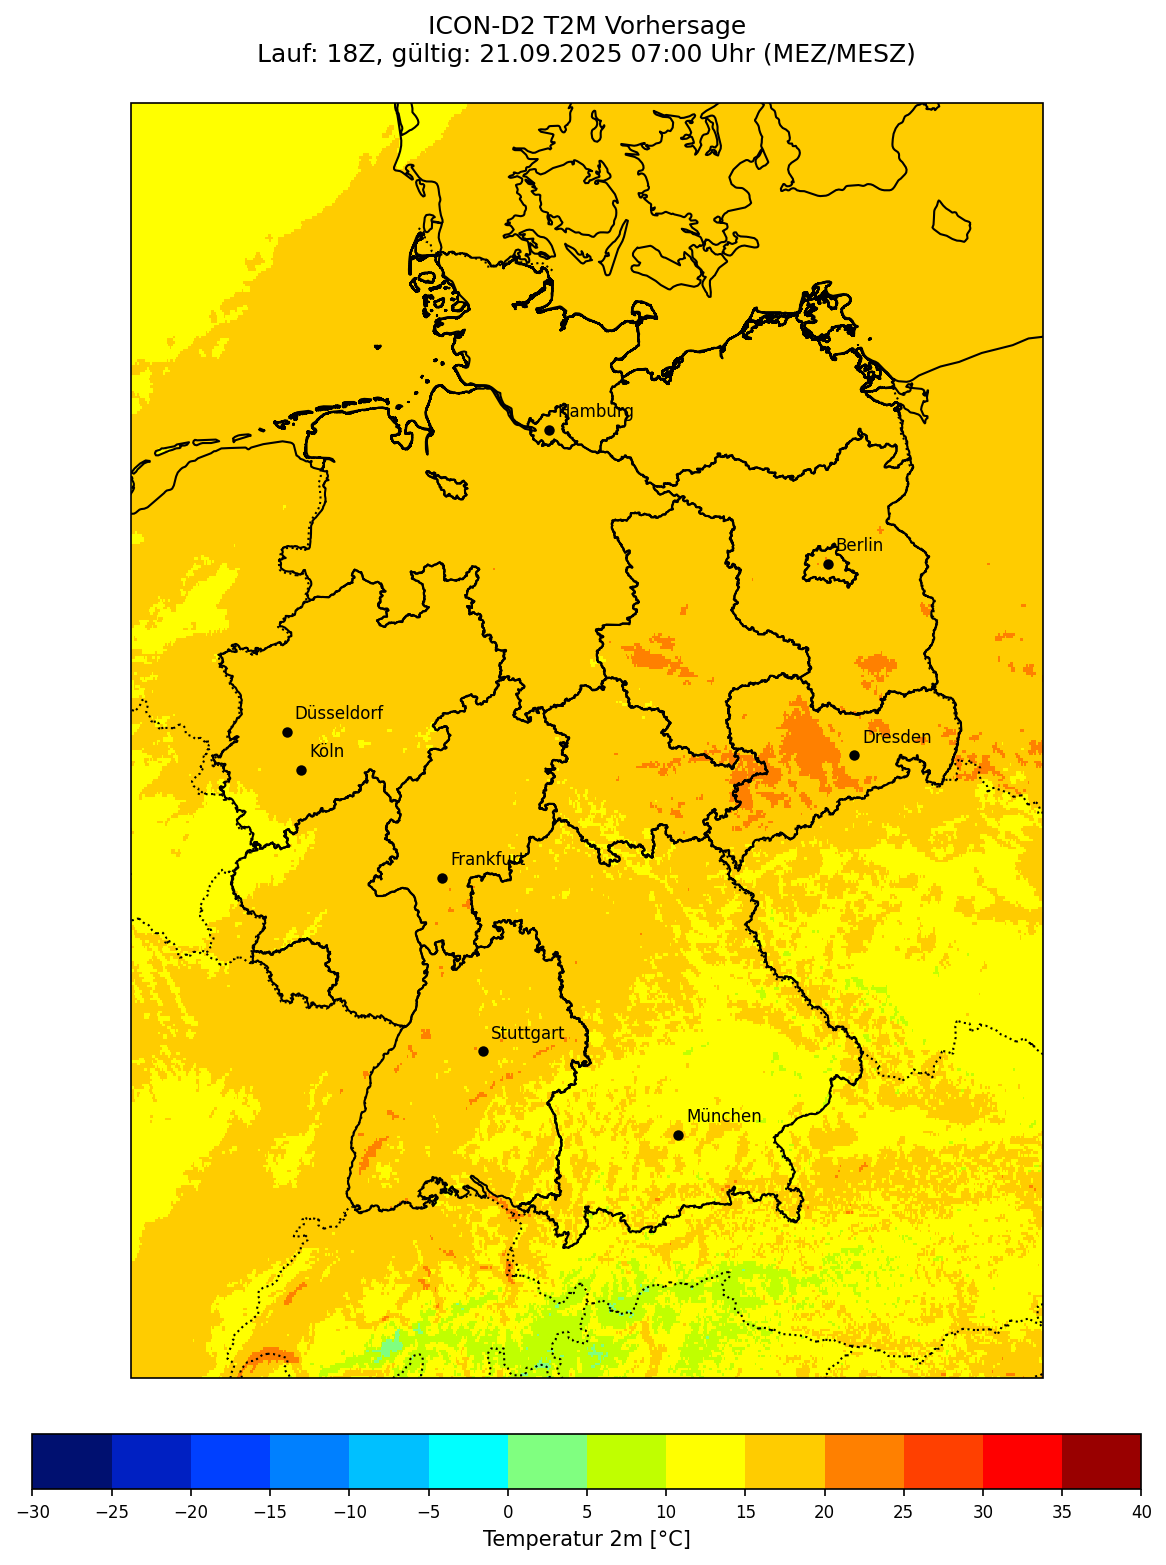 ICON-D2 T2M Vorhersage
Lauf: 18Z, gültig: 21.09.2025 07:00 Uhr (MEZ/MESZ)
Hamburg
Berlin
Düsseldorf
Dresden
Köln
Frankfurt
Stuttgart
München
−30 −25 −20 −15 −10 −5 0 5 10 15 20 25 30 35 40
Temperatur 2m [°C]